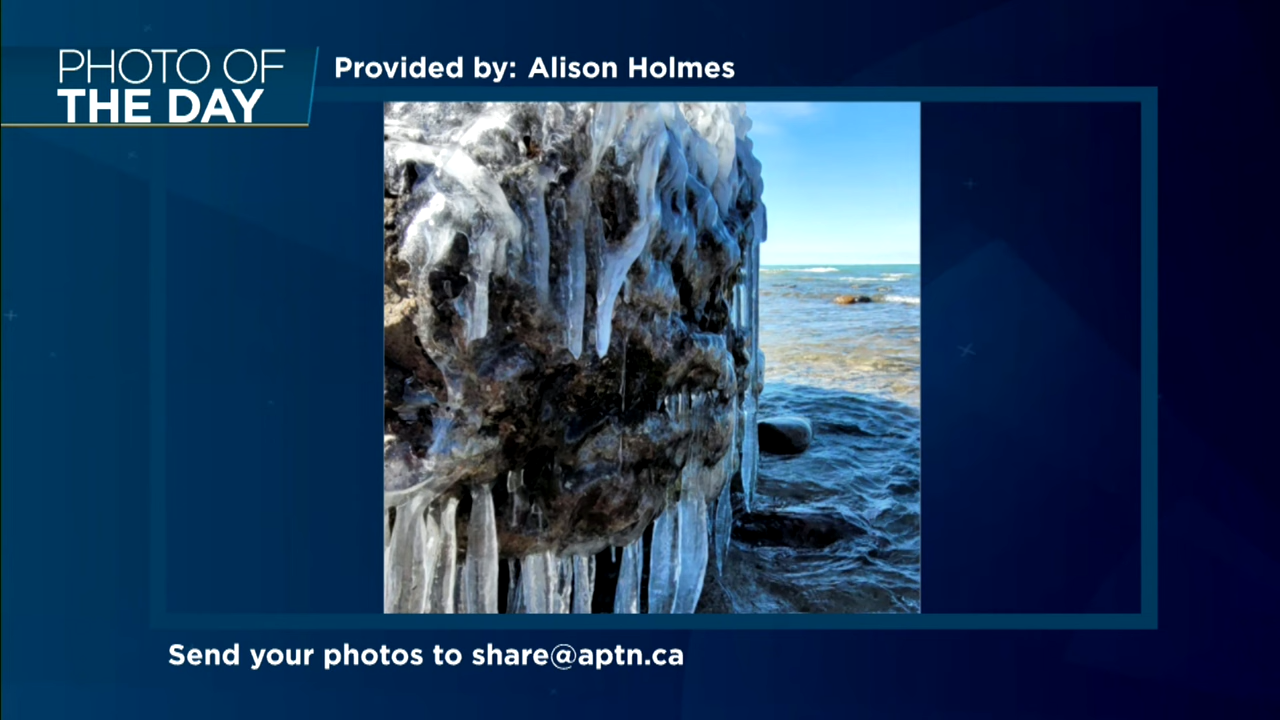 PHOTO OF
THE DAY
Provided by: Alison Holmes
Send your photos to share@aptn.ca